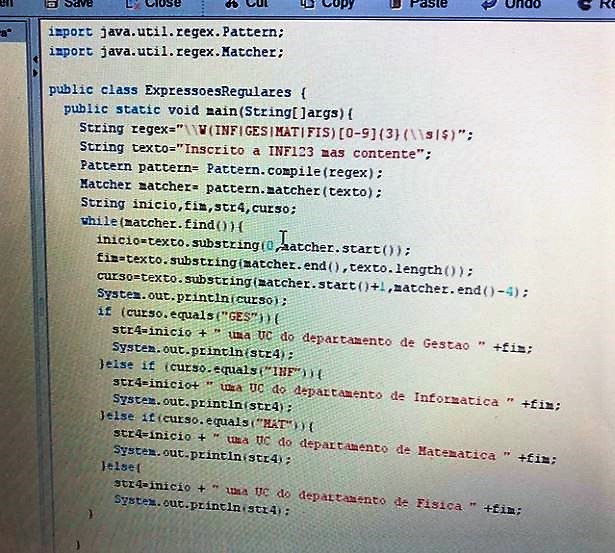 Save Close Cut Copy Paste Undo
import java.util.regex.Pattern;
import java.util.regex.Matcher;
public class ExpressoesRegulares {
public static void main(String[]args){
String regex="\\W(INF|GES|MAT|FIS)[0-9]{3}(\\s|$)";
String texto="Inscrito a INF123 mas contente";
Pattern pattern= Pattern.compile(regex);
Matcher matcher= pattern.matcher(texto);
String inicio,fim,str4,curso;
while(matcher.find()){
inicio=texto.substring(0,matcher.start());
fim=texto.substring(matcher.end(),texto.length());
curso=texto.substring(matcher.start()+1,matcher.end()-4);
System.out.println(curso);
if (curso.equals("GES")){
str4=inicio + " uma UC do departamento de Gestao " +fim;
System.out.println(str4);
}else if (curso.equals("INF")){
str4=inicio+ " uma UC do departamento de Informatica " +fim;
System.out.println(str4);
}else if(curso.equals("MAT")){
str4=inicio + " uma UC do departamento de Matematica " +fim;
System.out.println(str4);
}else{
str4=inicio + " uma UC do departamento de Fisica " +fim;
System.out.println(str4);
}
}